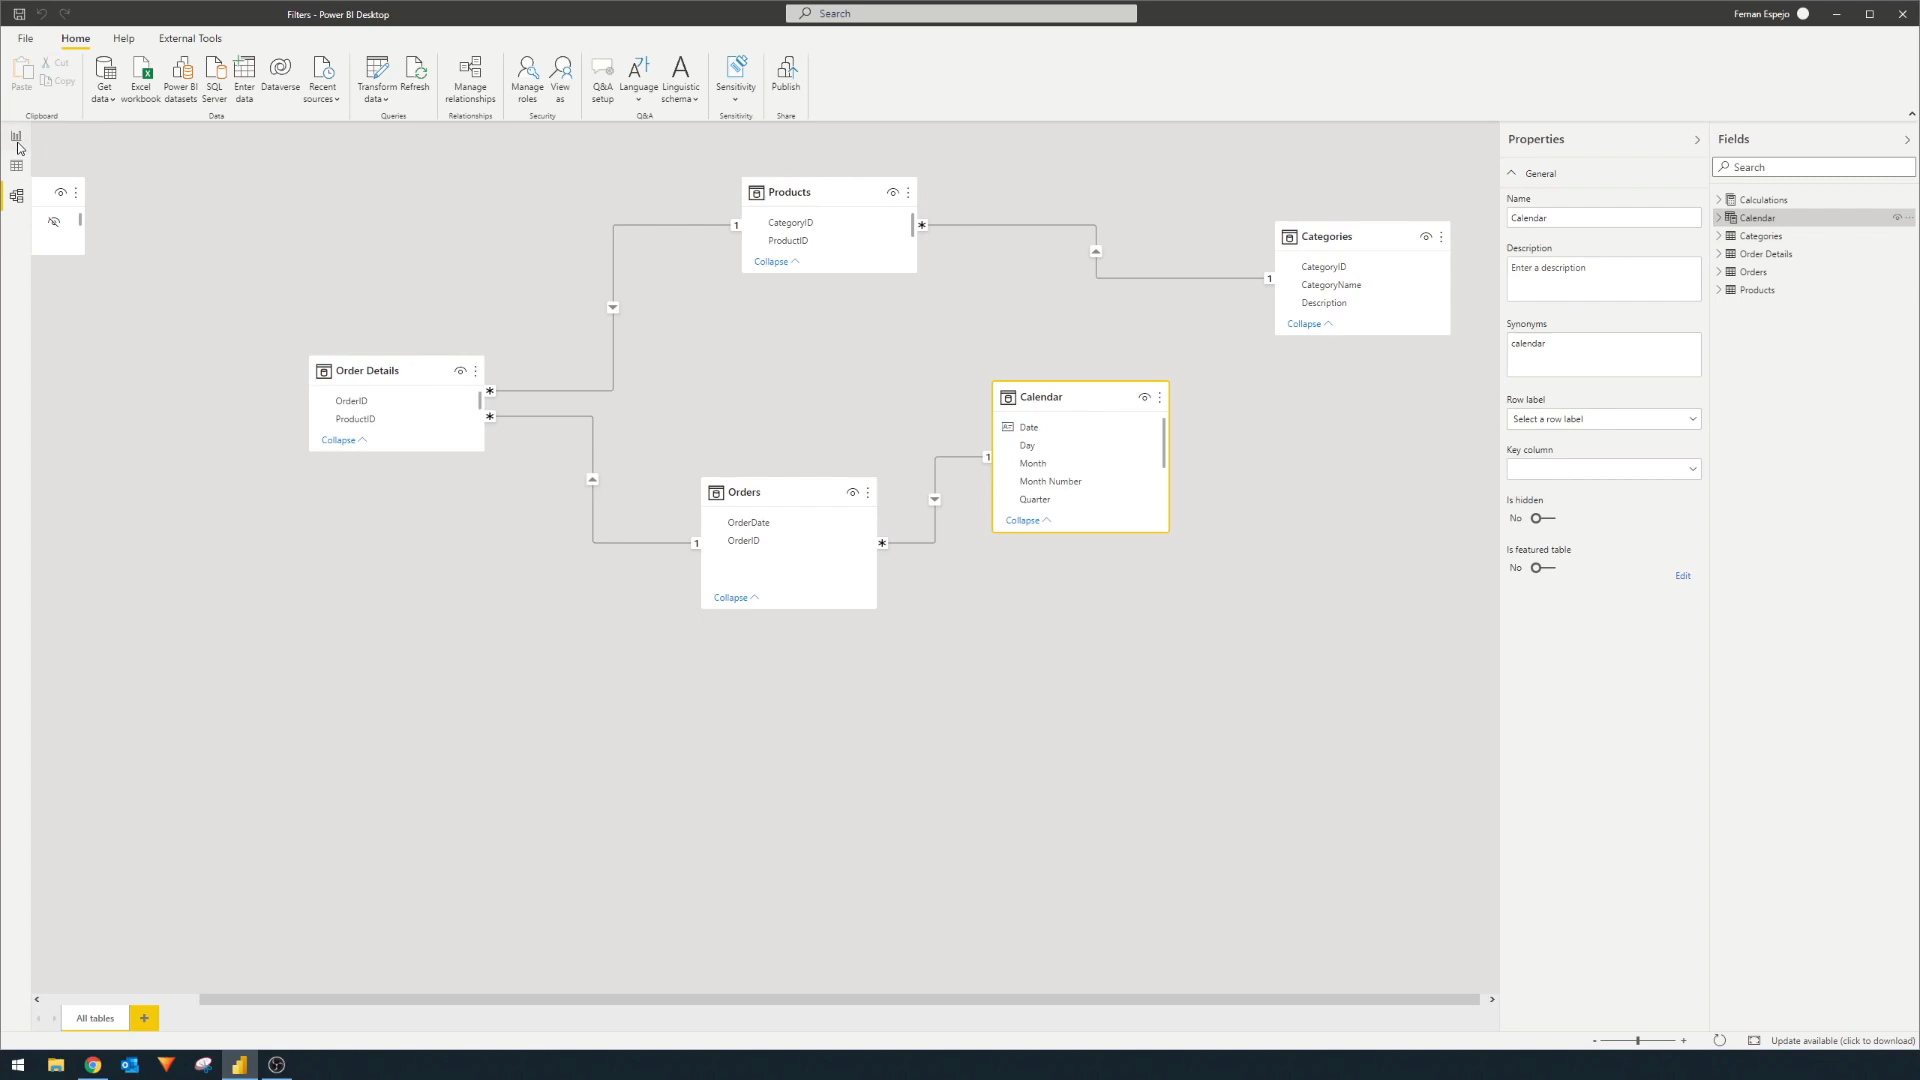 Filters - Power BI Desktop
Search
Fernan Espejo
File
Home
Help
External Tools
Paste
Cut
Copy
Clipboard
Get data
Excel workbook
Power BI datasets
SQL Server
Enter data
Dataverse
Recent sources
Data
Transform data
Refresh
Queries
Manage relationships
Relationships
Manage roles
View as
Security
Q&A setup
Language
Linguistic schema
Q&A
Sensitivity
Sensitivity
Publish
Share
Products
CategoryID
ProductID
Collapse
1
*
Categories
CategoryID
CategoryName
Description
Collapse
1
Order Details
OrderID
ProductID
Collapse
*
*
Calendar
Date
Day
Month
Month Number
Quarter
Collapse
1
Orders
OrderDate
OrderID
Collapse
1
*
Properties
General
Name
Calendar
Description
Enter a description
Synonyms
calendar
Row label
Select a row label
Key column
Is hidden
No
Is featured table
No
Edit
Fields
Search
Calculations
Calendar
Categories
Order Details
Orders
Products
All tables
+
- +
Update available (click to download)